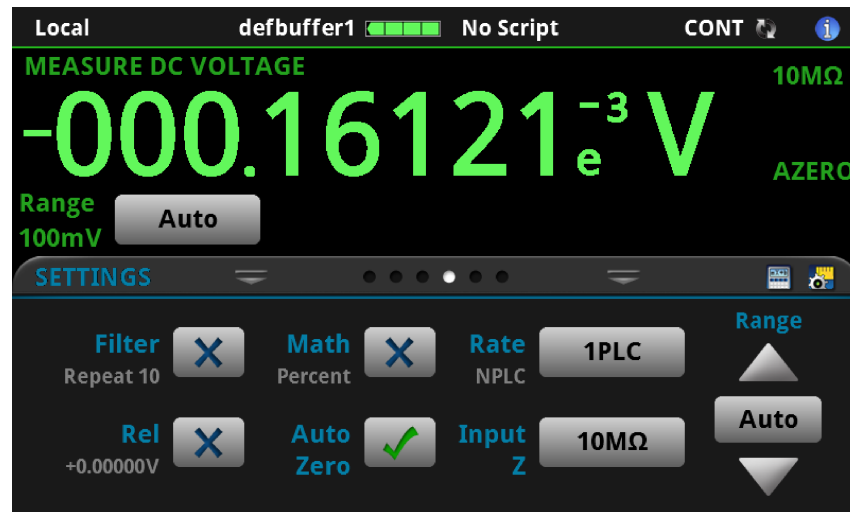 Local defbuffer1 No Script CONT
MEASURE DC VOLTAGE
10MΩ
-000.16121e-3 V
AZERO
Range
100mV
Auto
SETTINGS
Filter
Repeat 10
Math
Percent
Rate
NPLC
1PLC
Range
Auto
Rel
+0.00000V
Auto
Zero
Input
Z
10MΩ